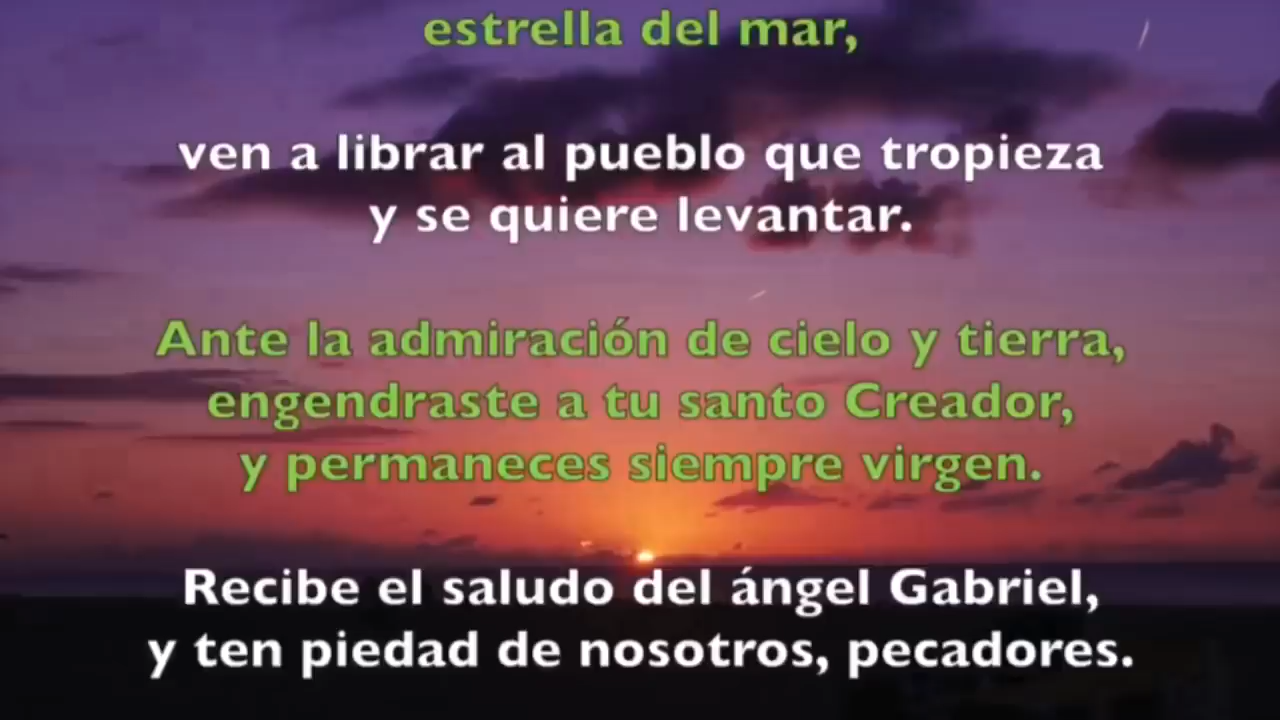 estrella del mar,
ven a librar al pueblo que tropieza
y se quiere levantar.
Ante la admiración de cielo y tierra,
engendraste a tu santo Creador,
y permaneces siempre virgen.
Recibe el saludo del ángel Gabriel,
y ten piedad de nosotros, pecadores.